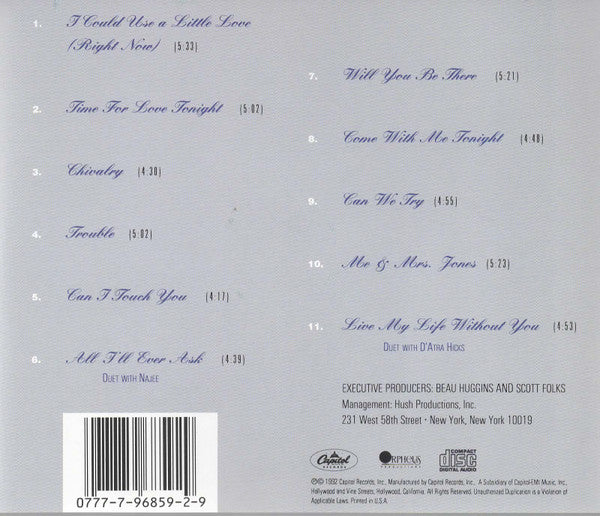 1. I Could Use a Little Love
(Right Now) (5:33)
2. Time For Love Tonight (5:02)
3. Chivalry (4:30)
4. Trouble (5:02)
5. Can I Touch You (4:17)
6. All I'll Ever Ask (4:39)
DUET WITH NAJEE
7. Will You Be There (5:21)
8. Come With Me Tonight (4:40)
9. Can We Try (4:55)
10. Me & Mrs. Jones (5:23)
11. Live My Life Without You (4:53)
DUET WITH D'ATRA HICKS
EXECUTIVE PRODUCERS: BEAU HUGGINS AND SCOTT FOLKS
Management: Hush Productions, Inc.
231 West 58th Street • New York, New York 10019
0777-7-96859-2-9
Capitol
RECORDS
ORPHEUS
PRODUCTIONS
COMPACT
disc
DIGITAL AUDIO
℗© 1992 Capitol Records, Inc., Manufactured by Capitol Records, Inc., A Subsidiary of Capitol-EMI Music, Inc.
Hollywood and Vine Streets, Hollywood, California. All Rights Reserved. Unauthorized Duplication is a Violation of
Applicable Laws. Printed in U.S.A.